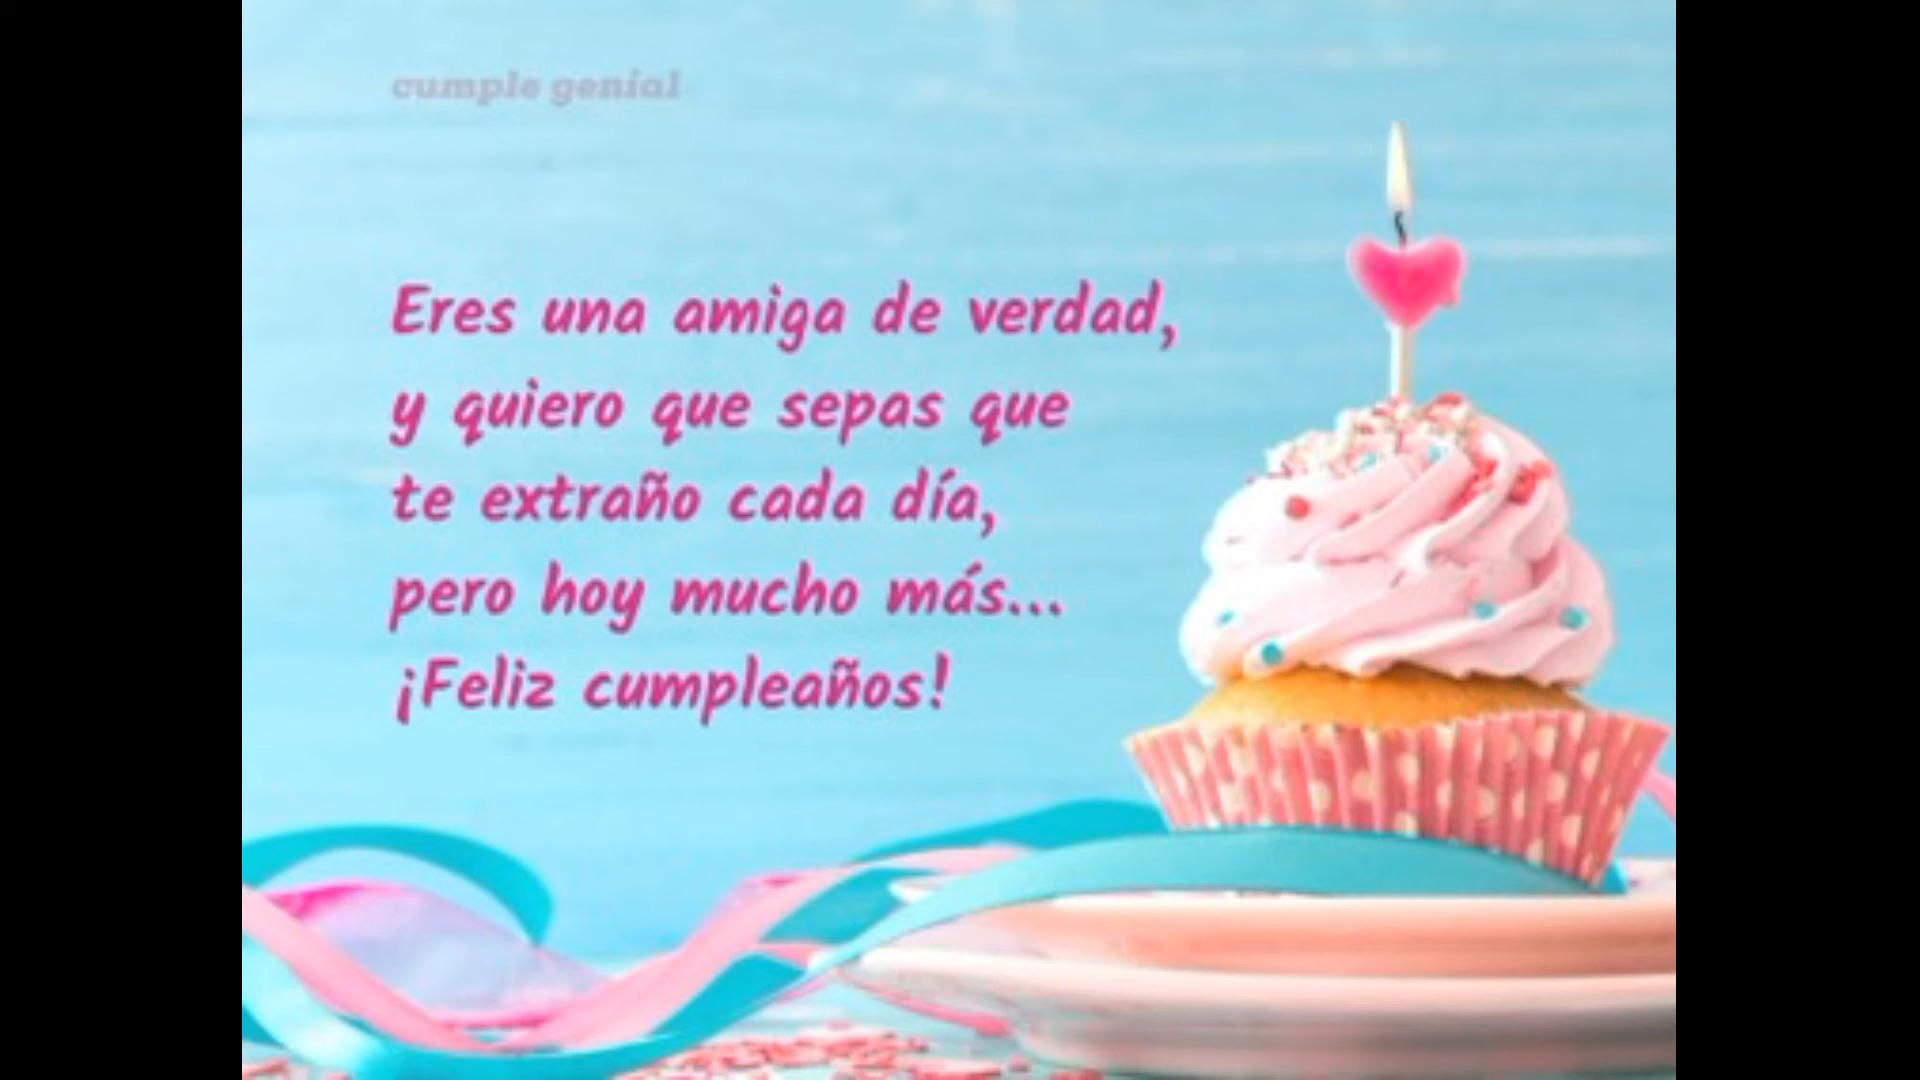 cumple genial
Eres una amiga de verdad,
y quiero que sepas que
te extraño cada día,
pero hoy mucho más...
¡Feliz cumpleaños!